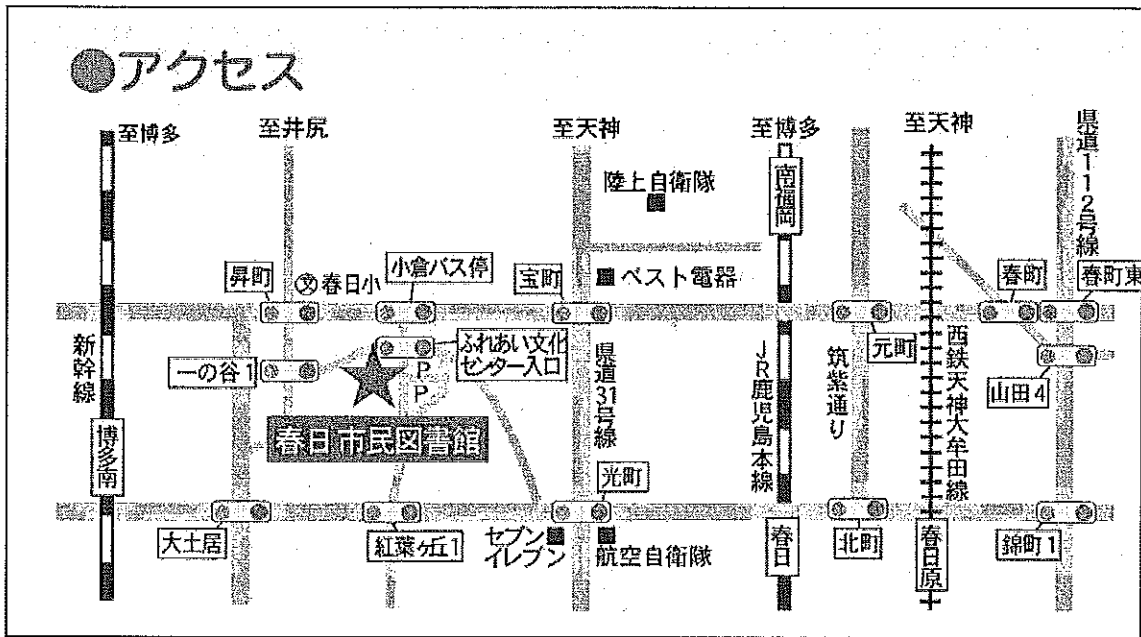 ●アクセス
至博多
至井尻
至天神
至博多
至天神
県道112号線
陸上自衛隊
南福岡
昇町
文春日小
小倉バス停
宝町
ベスト電器
春町
春町東
新幹線
一の谷1
ふれあい文化
センター入口
P
P
県道31号線
JR鹿児島本線
筑紫通り
元町
西鉄天神大牟田線
山田4
春日市民図書館
博多南
光町
大土居
紅葉ヶ丘1
セブン
イレブン
航空自衛隊
春日
北町
春日原
錦町1